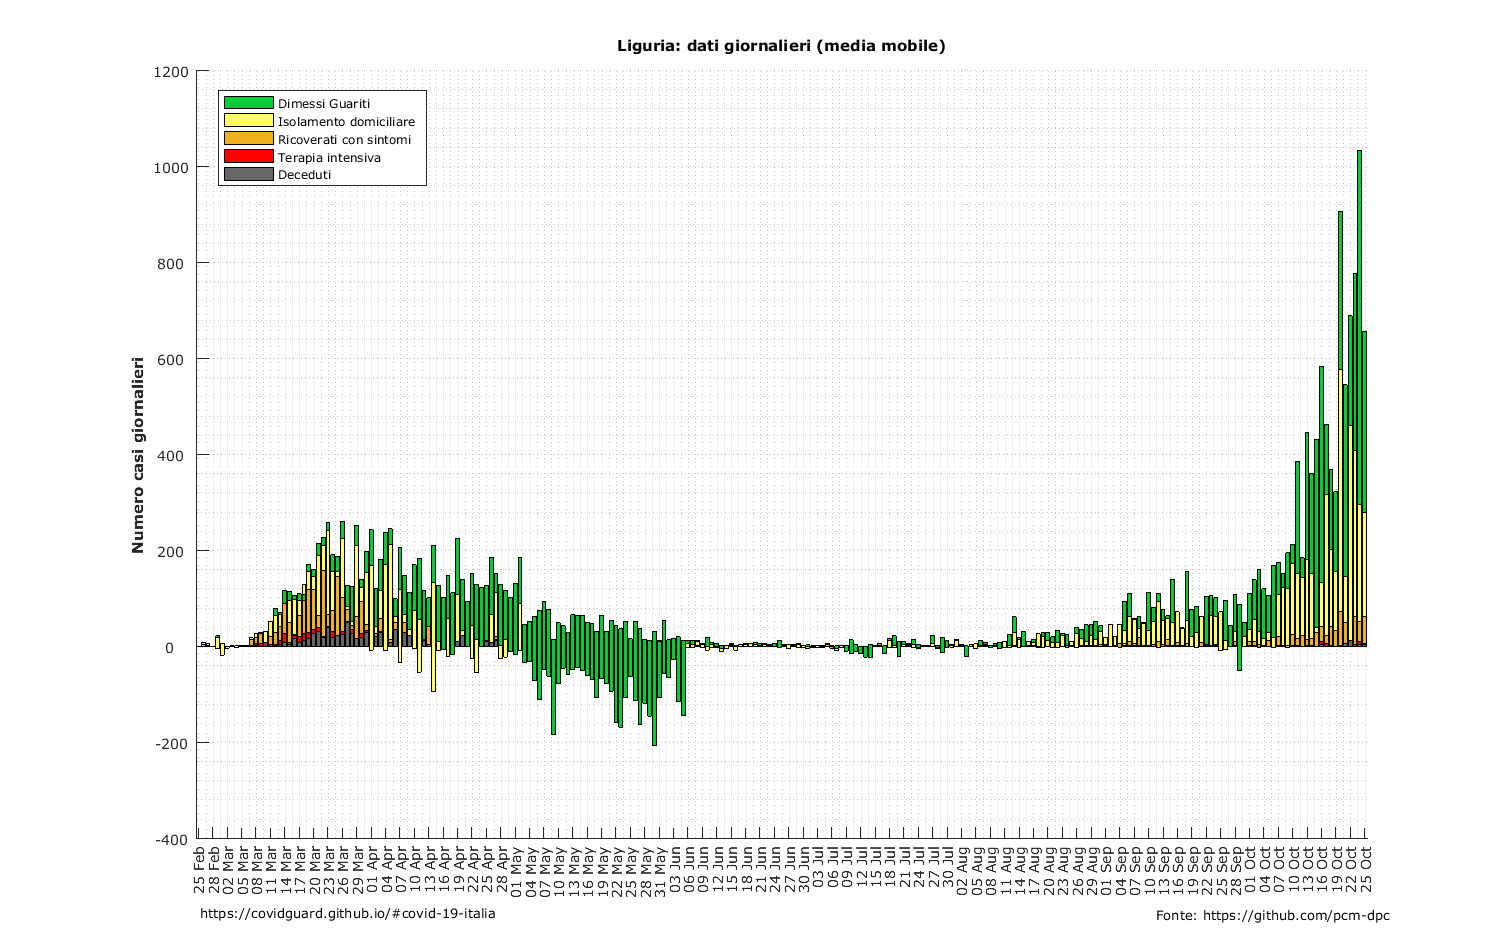 Liguria: dati giornalieri (media mobile)
1200
1000
800
600
400
200
0
-200
-400
Numero casi giornalieri
Dimessi Guariti
Isolamento domiciliare
Ricoverati con sintomi
Terapia intensiva
Deceduti
25 Feb
28 Feb
02 Mar
05 Mar
08 Mar
11 Mar
14 Mar
17 Mar
20 Mar
23 Mar
26 Mar
29 Mar
01 Apr
04 Apr
07 Apr
10 Apr
13 Apr
16 Apr
19 Apr
22 Apr
25 Apr
28 Apr
01 May
04 May
07 May
10 May
13 May
16 May
19 May
22 May
25 May
28 May
31 May
03 Jun
06 Jun
09 Jun
12 Jun
15 Jun
18 Jun
21 Jun
24 Jun
27 Jun
30 Jun
03 Jul
06 Jul
09 Jul
12 Jul
15 Jul
18 Jul
21 Jul
24 Jul
27 Jul
30 Jul
02 Aug
05 Aug
08 Aug
11 Aug
14 Aug
17 Aug
20 Aug
23 Aug
26 Aug
29 Aug
01 Sep
04 Sep
07 Sep
10 Sep
13 Sep
16 Sep
19 Sep
22 Sep
25 Sep
28 Sep
01 Oct
04 Oct
07 Oct
10 Oct
13 Oct
16 Oct
19 Oct
22 Oct
25 Oct
https://covidguard.github.io/#covid-19-italia
Fonte: https://github.com/pcm-dpc